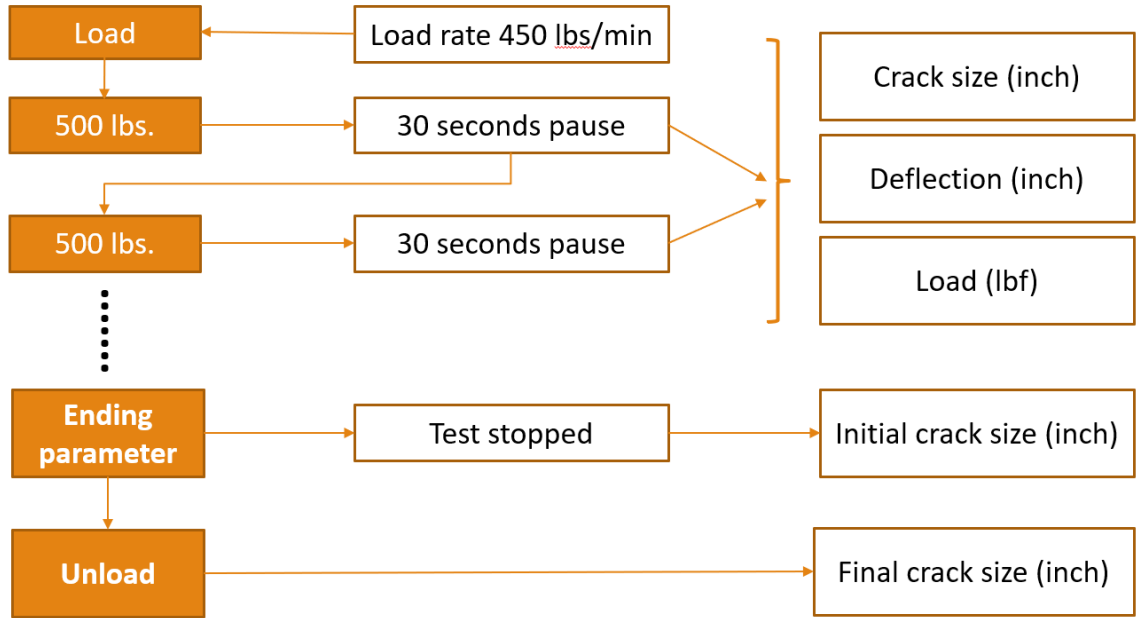 Load
Load rate 450 lbs/min
Crack size (inch)
500 lbs.
30 seconds pause
Deflection (inch)
500 lbs.
30 seconds pause
Load (lbf)
Ending
parameter
Test stopped
Initial crack size (inch)
Unload
Final crack size (inch)